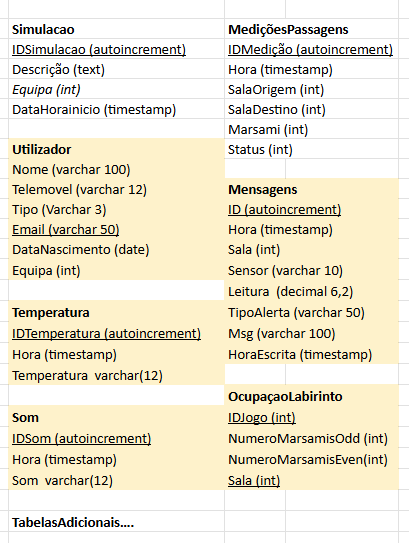 Simulacao
IDSimulacao (autoincrement)
Descrição (text)
Equipa (int)
DataHorainicio (timestamp)
Utilizador
Nome (varchar 100)
Telemovel (varchar 12)
Tipo (Varchar 3)
Email (varchar 50)
DataNascimento (date)
Equipa (int)
Temperatura
IDTemperatura (autoincrement)
Hora (timestamp)
Temperatura varchar(12)
Som
IDSom (autoincrement)
Hora (timestamp)
Som varchar(12)
TabelasAdicionais....
MediçõesPassagens
IDMedição (autoincrement)
Hora (timestamp)
SalaOrigem (int)
SalaDestino (int)
Marsami (int)
Status (int)
Mensagens
ID (autoincrement)
Hora (timestamp)
Sala (int)
Sensor (varchar 10)
Leitura (decimal 6,2)
TipoAlerta (varchar 50)
Msg (varchar 100)
HoraEscrita (timestamp)
OcupaçaoLabirinto
IDJogo (int)
NumeroMarsamisOdd (int)
NumeroMarsamisEven(int)
Sala (int)